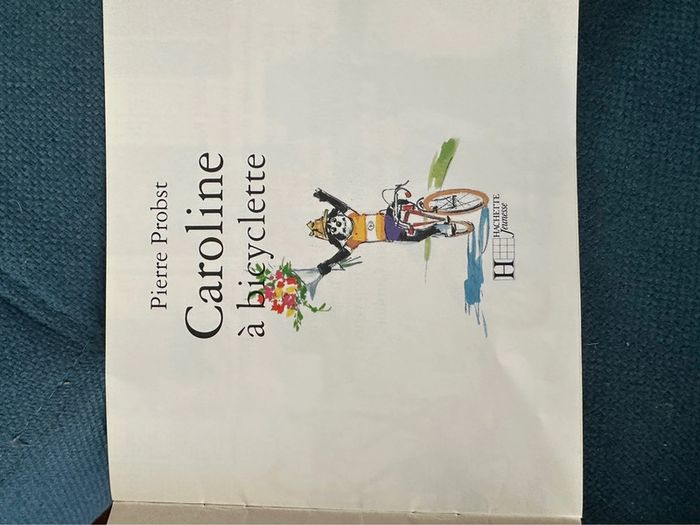 Pierre Probst
Caroline
à bicyclette
H HACHETTE
Jeunesse